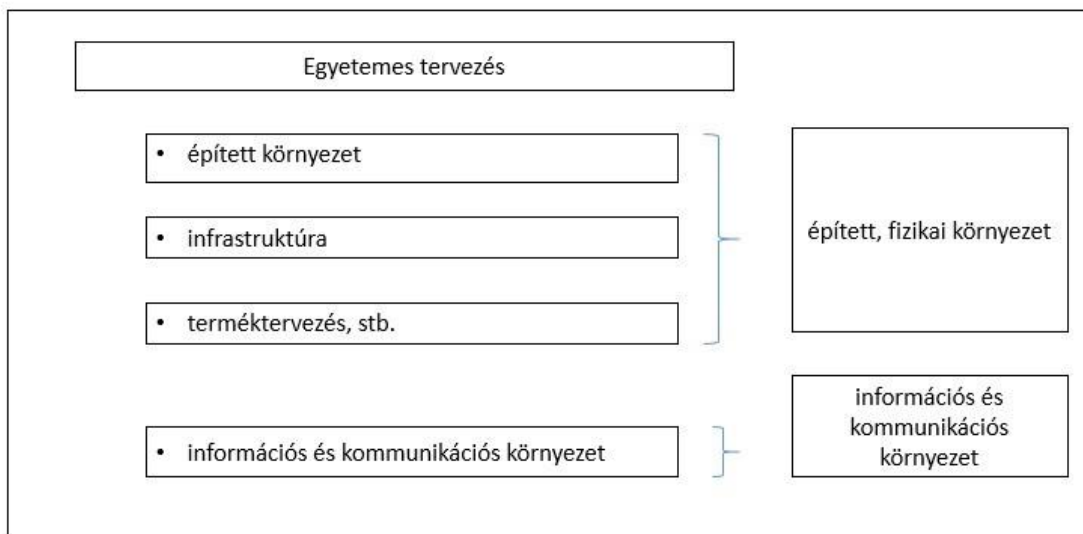 Egyetemes tervezés
• épített környezet
• infrastruktúra
• terméktervezés, stb.
épített, fizikai környezet
• információs és kommunikációs környezet
információs és
kommunikációs
környezet